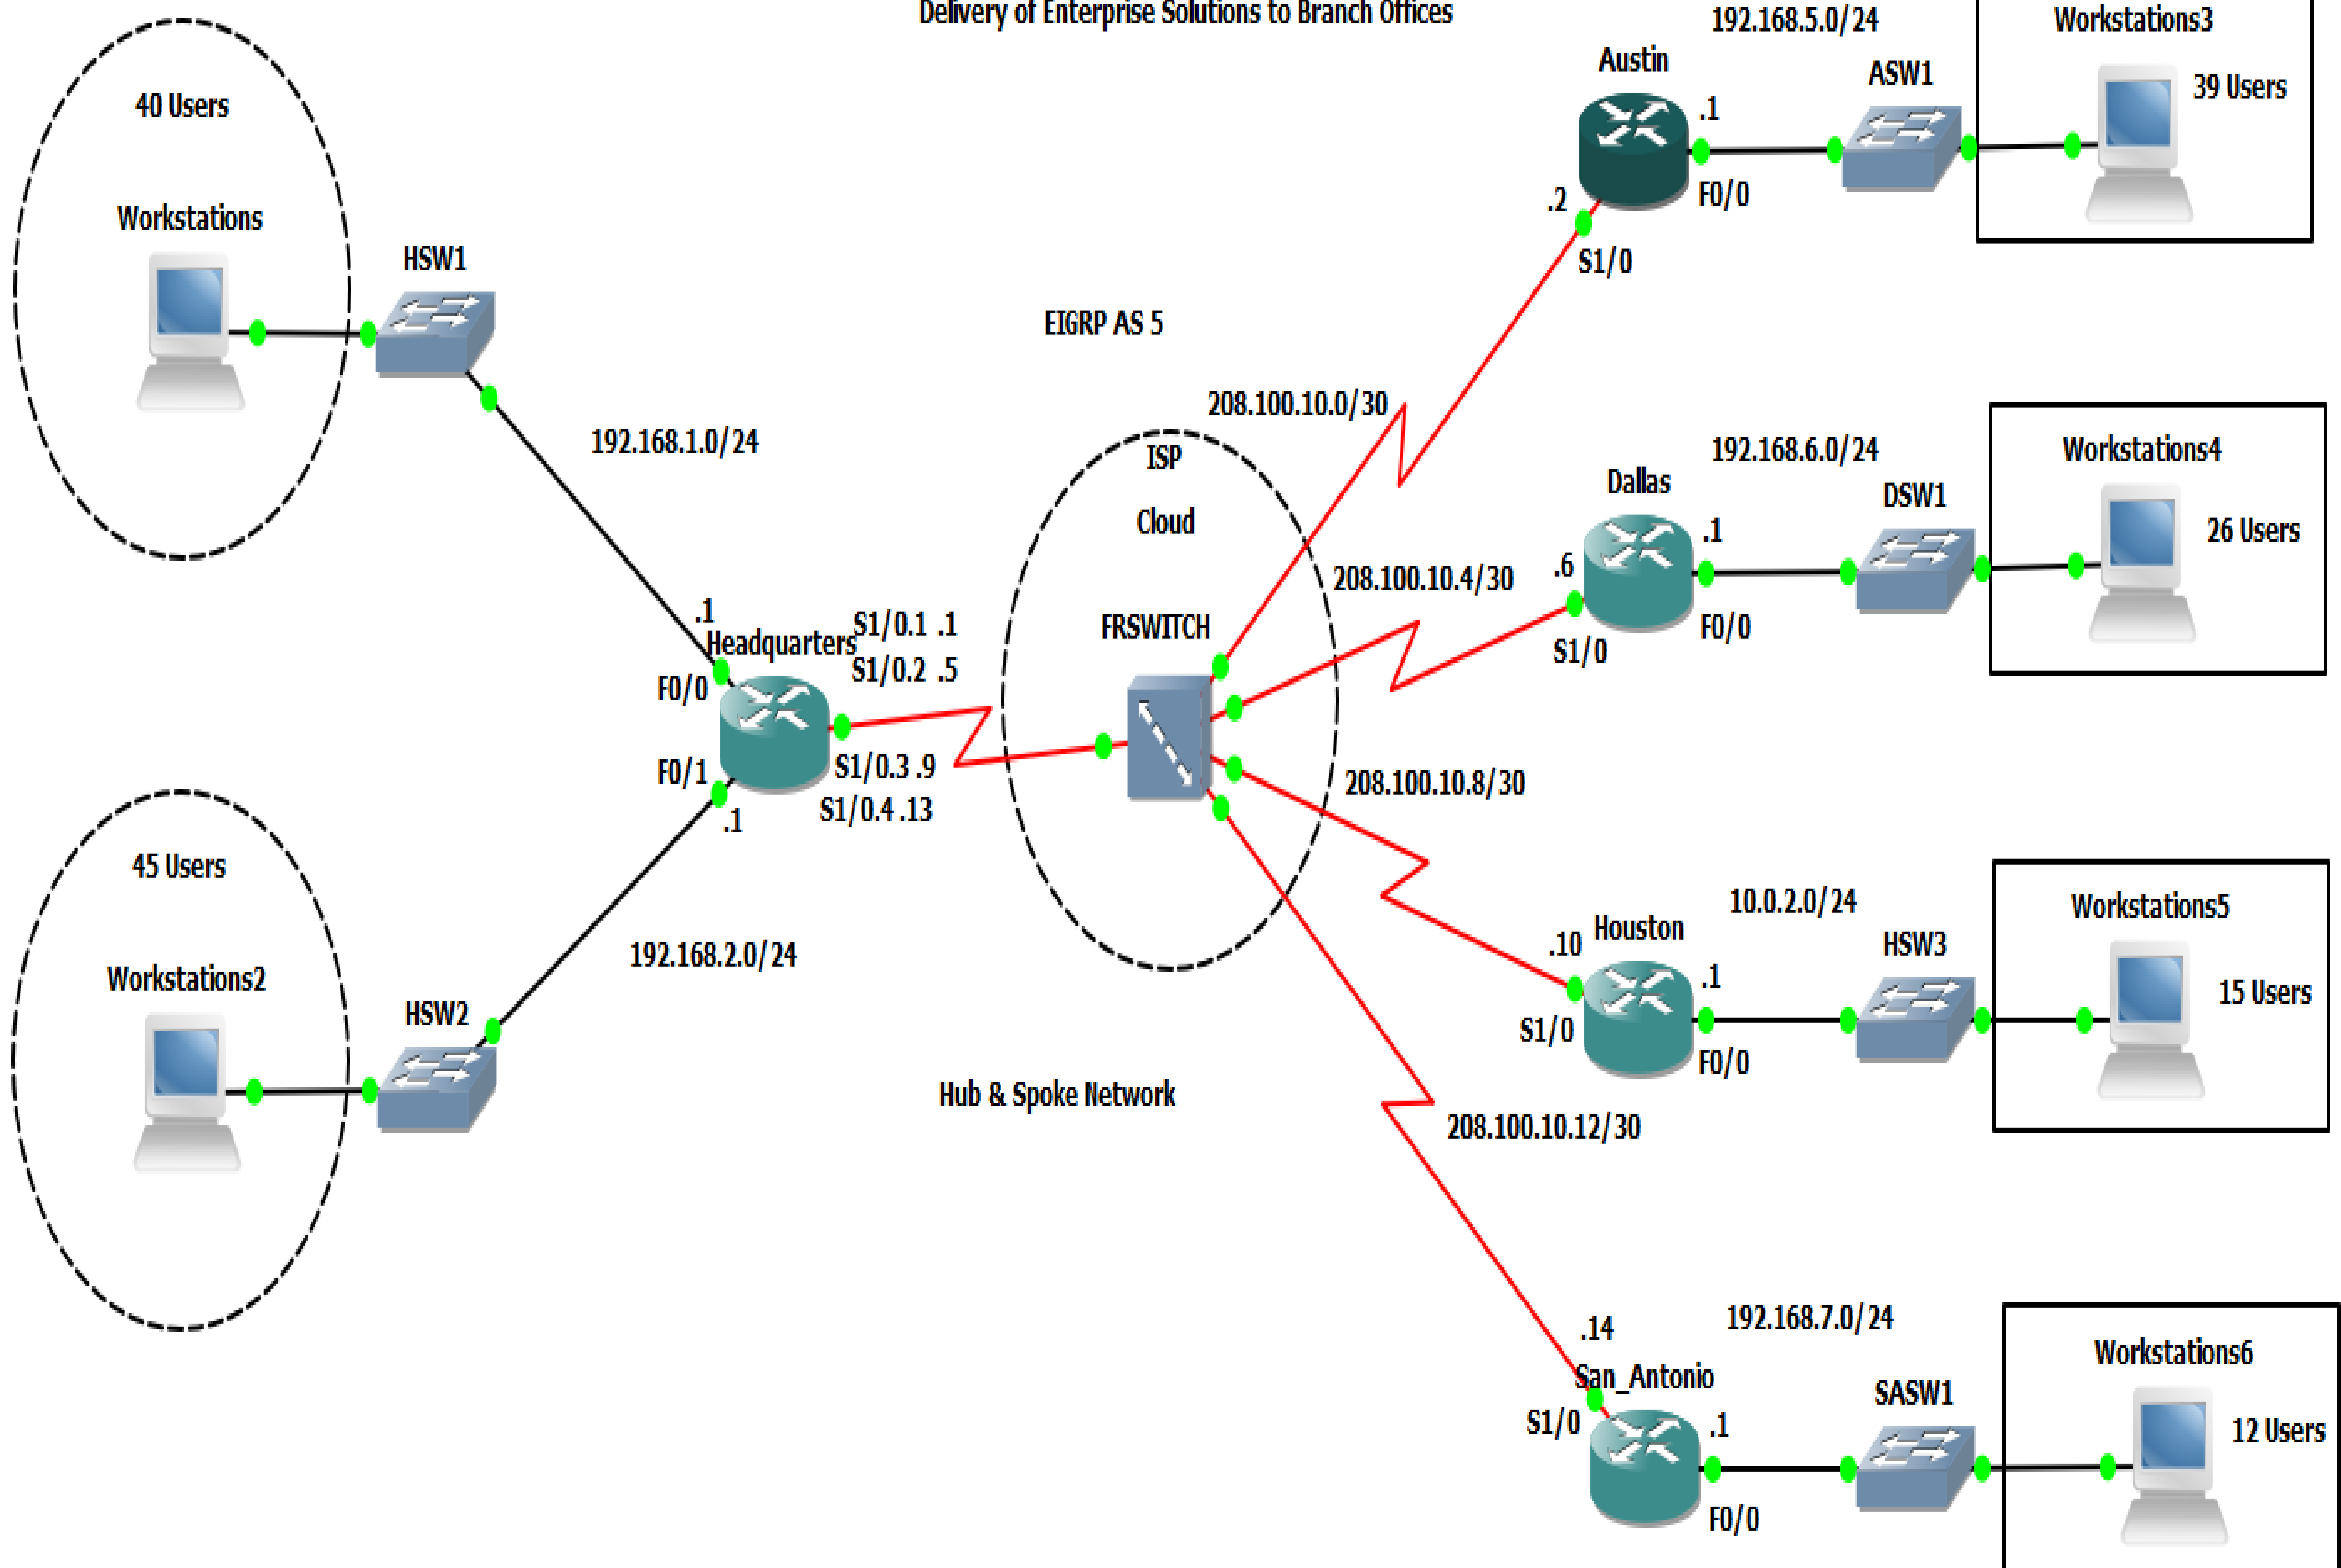 Delivery of Enterprise Solutions to Branch Offices
40 Users
Workstations
HSW1
192.168.1.0/24
.1
Headquarters
F0/0
S1/0.1 .1
S1/0.2 .5
F0/1
.1
S1/0.3 .9
S1/0.4 .13
45 Users
Workstations2
HSW2
192.168.2.0/24
EIGRP AS 5
ISP
Cloud
FRSWITCH
Hub & Spoke Network
208.100.10.0/30
208.100.10.4/30
208.100.10.8/30
208.100.10.12/30
192.168.5.0/24
Austin
.1
ASW1
Workstations3
39 Users
.2
S1/0
F0/0
192.168.6.0/24
Dallas
.1
DSW1
Workstations4
26 Users
.6
S1/0
F0/0
10.0.2.0/24
Houston
.10
.1
HSW3
Workstations5
15 Users
S1/0
F0/0
192.168.7.0/24
.14
San_Antonio
S1/0
.1
SASW1
Workstations6
12 Users
F0/0